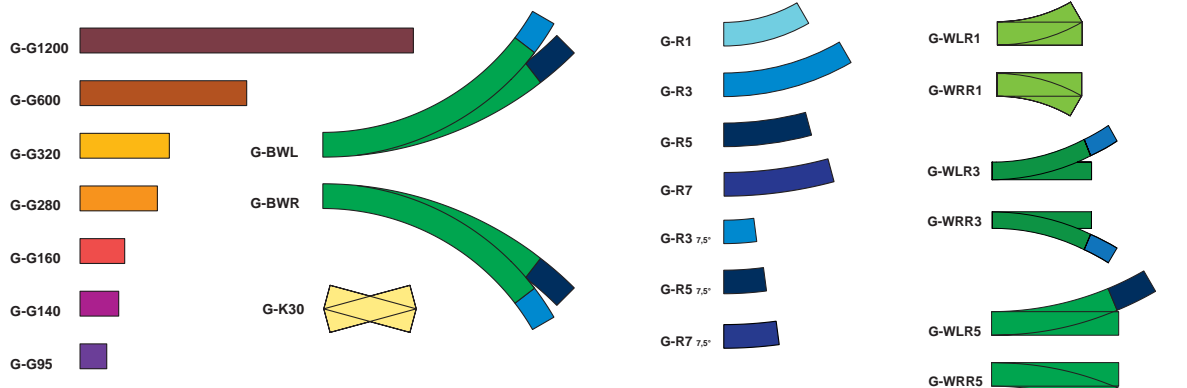 G-G1200
G-G600
G-G320
G-G280
G-G160
G-G140
G-G95
G-BWL
G-BWR
G-K30
G-R1
G-R3
G-R5
G-R7
G-R3 7,5°
G-R5 7,5°
G-R7 7,5°
G-WLR1
G-WRR1
G-WLR3
G-WRR3
G-WLR5
G-WRR5